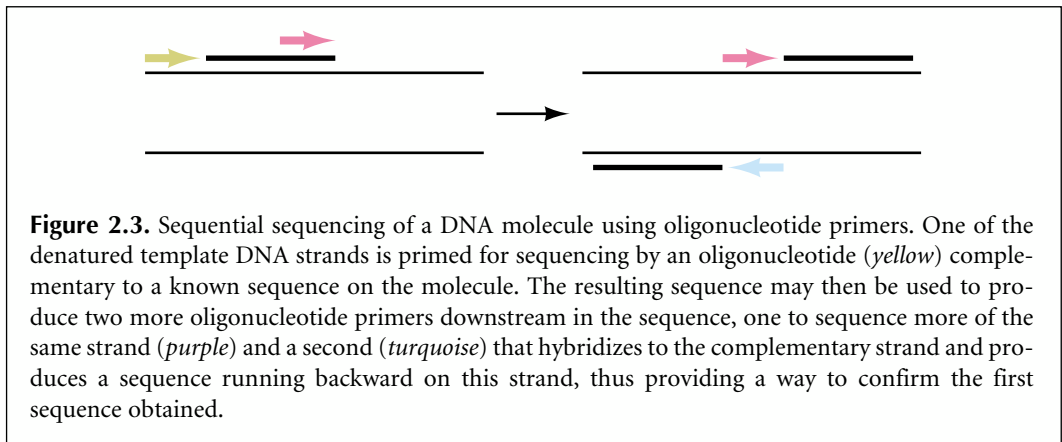 Figure 2.3. Sequential sequencing of a DNA molecule using oligonucleotide primers. One of the
denatured template DNA strands is primed for sequencing by an oligonucleotide (yellow) comple-
mentary to a known sequence on the molecule. The resulting sequence may then be used to pro-
duce two more oligonucleotide primers downstream in the sequence, one to sequence more of the
same strand (purple) and a second (turquoise) that hybridizes to the complementary strand and pro-
duces a sequence running backward on this strand, thus providing a way to confirm the first
sequence obtained.